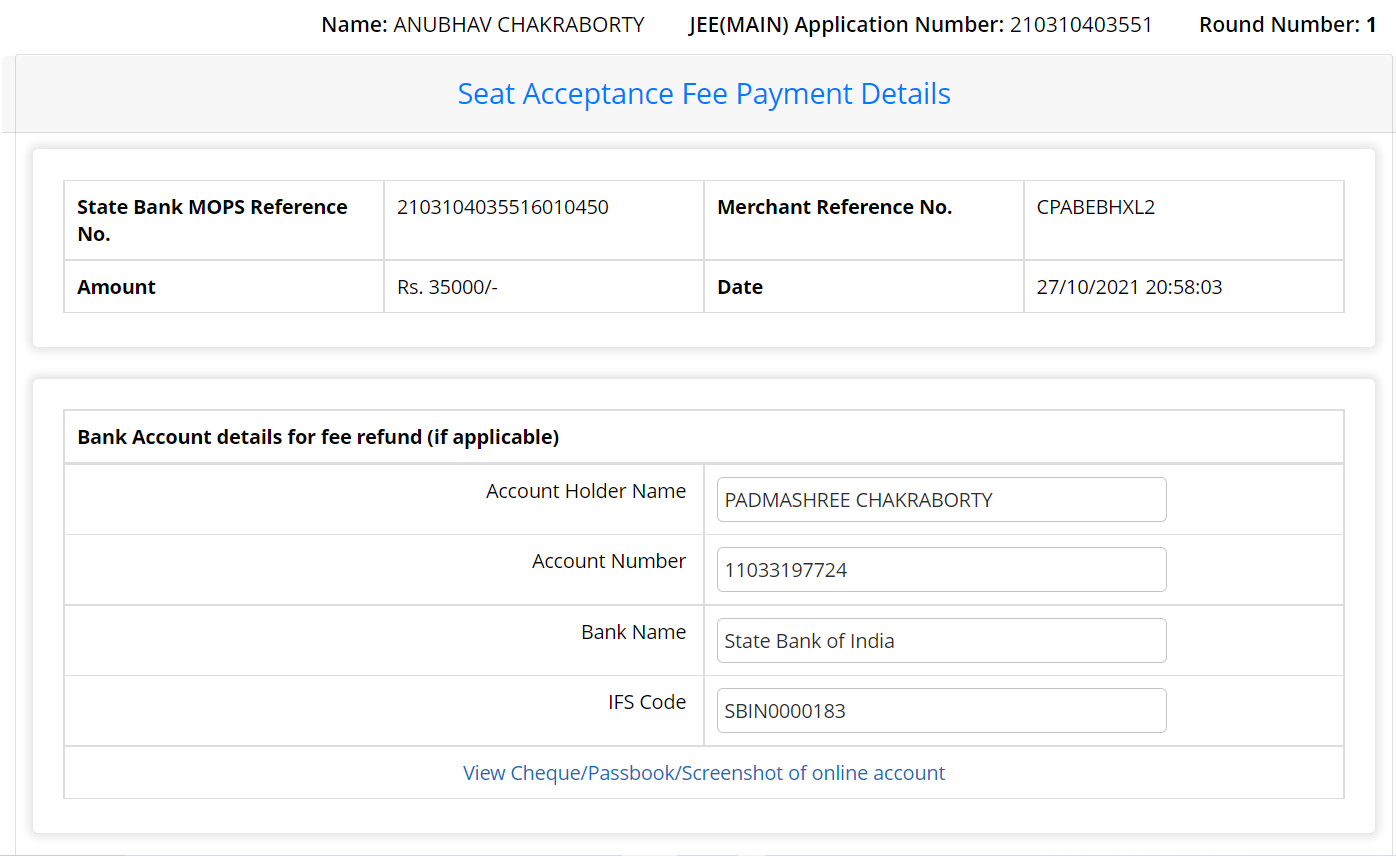 Name: ANUBHAV CHAKRABORTY JEE(MAIN) Application Number: 210310403551 Round Number: 1
Seat Acceptance Fee Payment Details
State Bank MOPS Reference No. 2103104035516010450 Merchant Reference No. CPABEBHXL2
Amount Rs. 35000/- Date 27/10/2021 20:58:03
Bank Account details for fee refund (if applicable)
Account Holder Name PADMASHREE CHAKRABORTY
Account Number 11033197724
Bank Name State Bank of India
IFS Code SBIN0000183
View Cheque/Passbook/Screenshot of online account